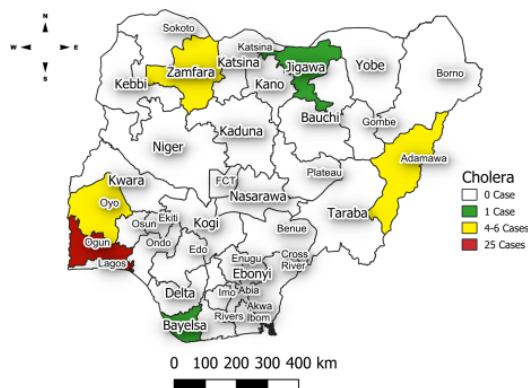 N
W E
S
Sokoto
Katsina
Zamfara
Katsina
Jigawa
Yobe
Borno
Kebbi
Kano
Bauchi
Gombe
Kaduna
Adamawa
Niger
Plateau
FCT
Kwara
Nasarawa
Taraba
Oyo
Kogi
Osun
Ekiti
Benue
Ogun
Ondo
Edo
Enugu
Cross
River
Lagos
Ebonyi
Delta
Imo
Abia
Akwa
Ibom
Rivers
Bayelsa
Cholera
0 Case
1 Case
4-6 Cases
25 Cases
0 100 200 300 400 km